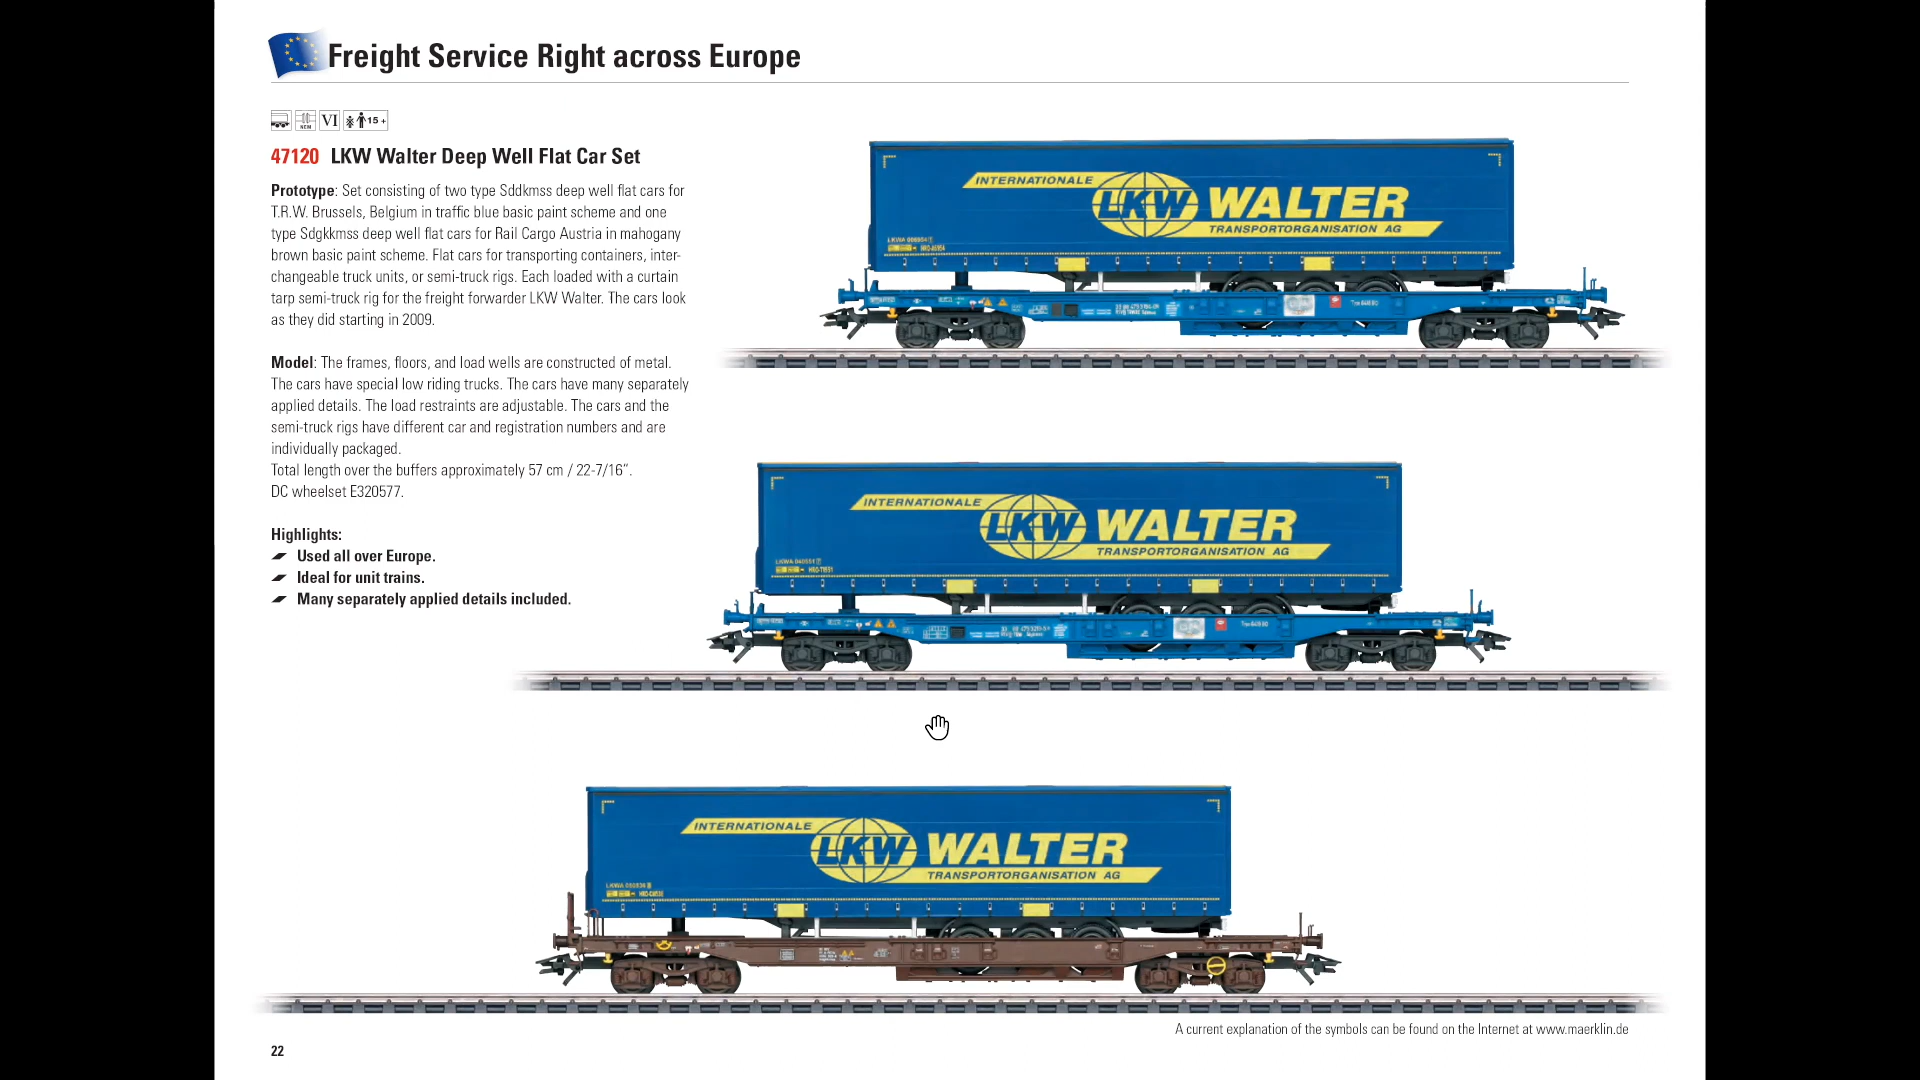 Freight Service Right across Europe
NEM VI 15 +
47120 LKW Walter Deep Well Flat Car Set
Prototype: Set consisting of two type Sddkmss deep well flat cars for
T.R.W. Brussels, Belgium in traffic blue basic paint scheme and one
type Sdgkkmss deep well flat cars for Rail Cargo Austria in mahogany
brown basic paint scheme. Flat cars for transporting containers, inter-
changeable truck units, or semi-truck rigs. Each loaded with a curtain
tarp semi-truck rig for the freight forwarder LKW Walter. The cars look
as they did starting in 2009.
Model: The frames, floors, and load wells are constructed of metal.
The cars have special low riding trucks. The cars have many separately
applied details. The load restraints are adjustable. The cars and the
semi-truck rigs have different car and registration numbers and are
individually packaged.
Total length over the buffers approximately 57 cm / 22-7/16”.
DC wheelset E320577.
Highlights:
Used all over Europe.
Ideal for unit trains.
Many separately applied details included.
INTERNATIONALE
LKW WALTER
TRANSPORTORGANISATION AG
INTERNATIONALE
LKW WALTER
TRANSPORTORGANISATION AG
INTERNATIONALE
LKW WALTER
TRANSPORTORGANISATION AG
A current explanation of the symbols can be found on the Internet at www.maerklin.de
22